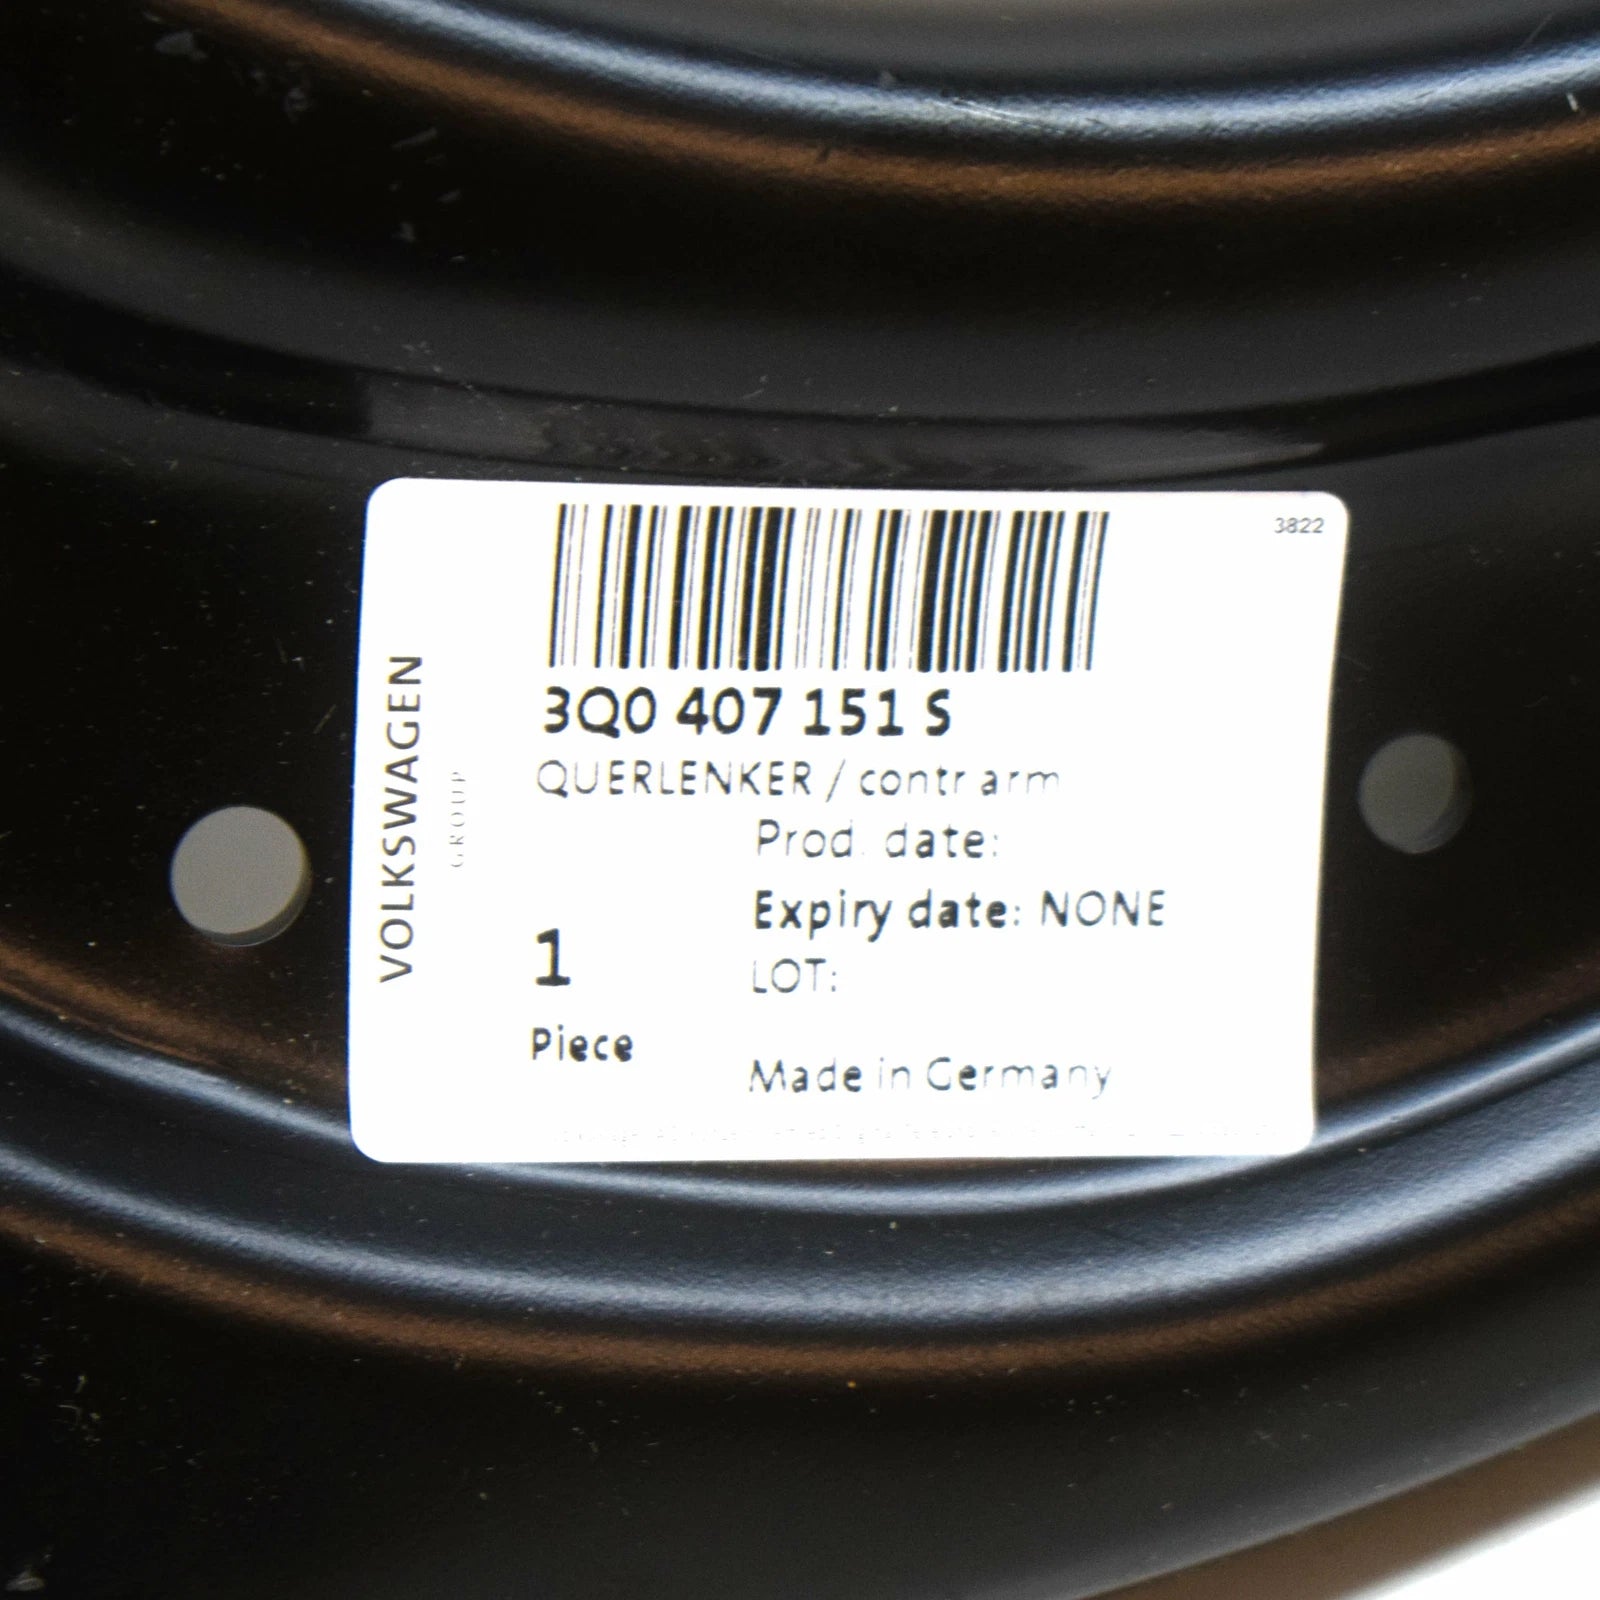 3822
VOLKSWAGEN
GROUP
3Q0 407 151 S
QUERLENKER / contr arm
Prod. date:
Expiry date: NONE
LOT:
1
Piece
Made in Germany